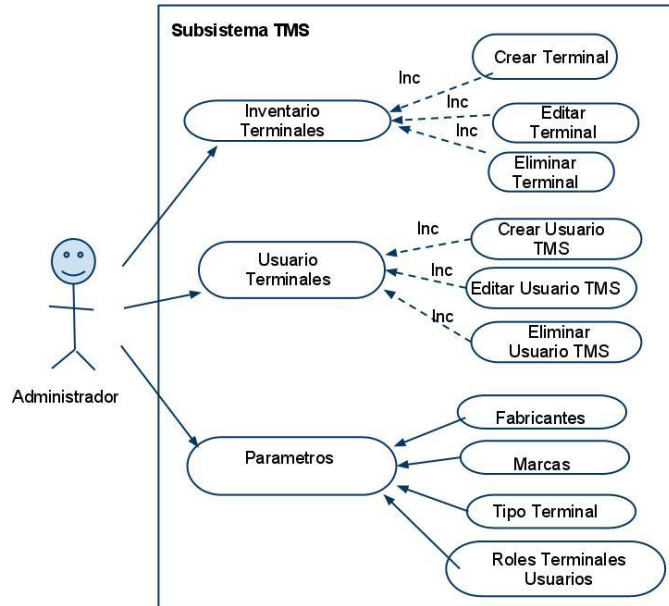 Subsistema TMS
Crear Terminal
Inc
Inventario
Terminales
Inc
Editar
Terminal
Inc
Eliminar
Terminal
Crear Usuario
TMS
Inc
Usuario
Terminales
Inc
Editar Usuario TMS
Inc
Eliminar
Usuario TMS
Administrador
Fabricantes
Parametros
Marcas
Tipo Terminal
Roles Terminales
Usuarios